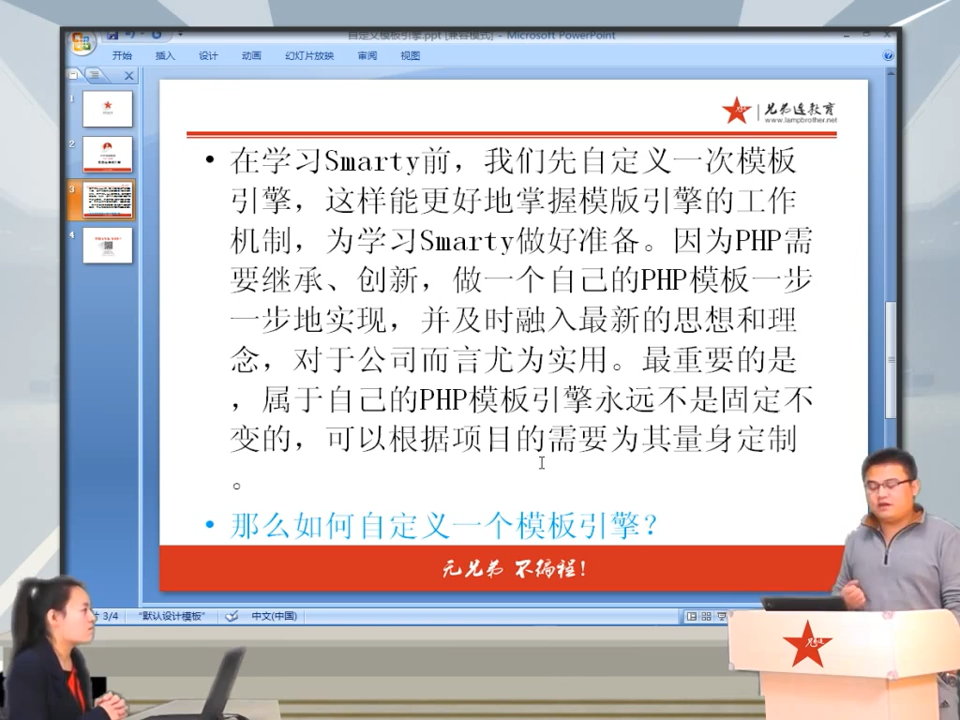 自定义模板引擎.ppt [兼容模式] - Microsoft PowerPoint
开始 插入 设计 动画 幻灯片放映 审阅 视图
1
2
3
4
兄弟连教育
www.lampbrother.net
• 在学习Smarty前，我们先自定义一次模板
引擎，这样能更好地掌握模版引擎的工作
机制，为学习Smarty做好准备。因为PHP需
要继承、创新，做一个自己的PHP模板一步
一步地实现，并及时融入最新的思想和理
念，对于公司而言尤为实用。最重要的是
，属于自己的PHP模板引擎永远不是固定不
变的，可以根据项目的需要为其量身定制
。
• 那么如何自定义一个模板引擎？
无兄弟 不编程！
片 3/4 "默认设计模板" 中文(中国)